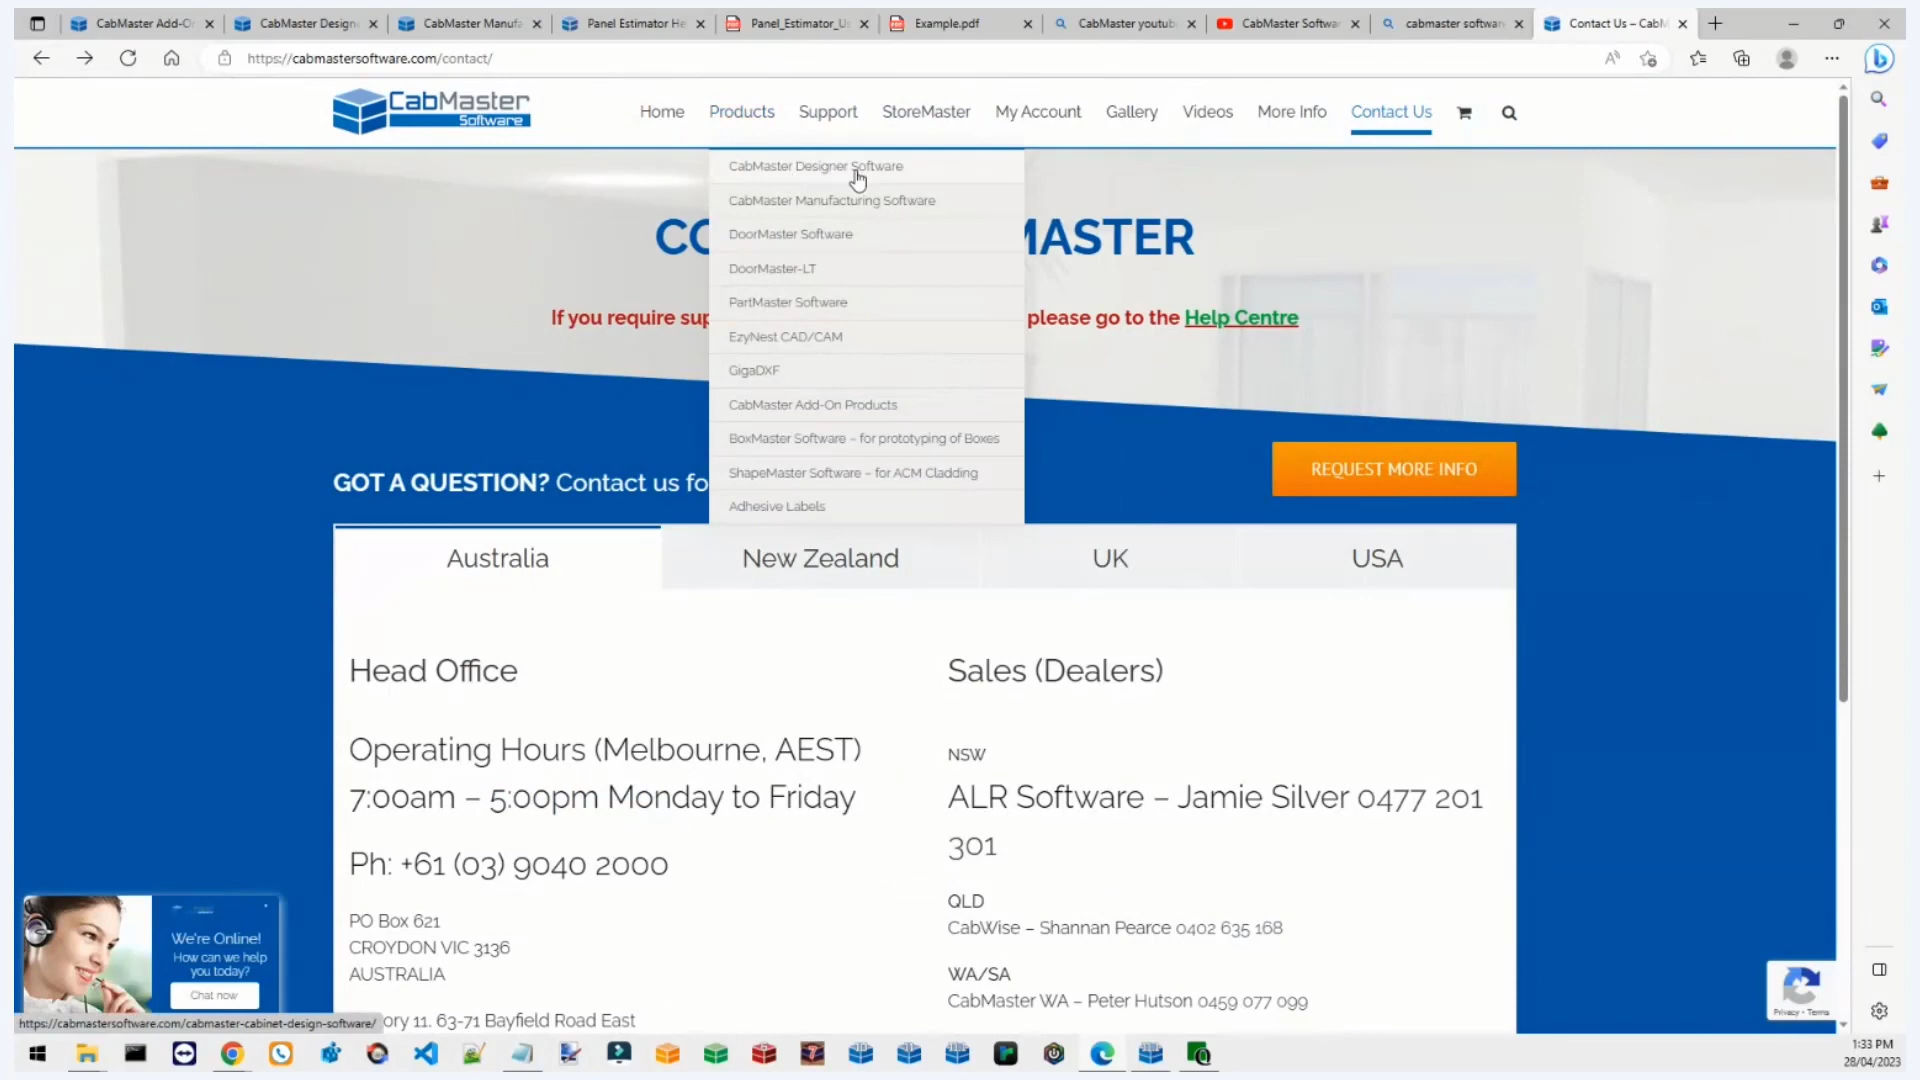 CabMaster Add-O
CabMaster Design
CabMaster Manufa
Panel Estimator He
Panel_Estimator_U
Example.pdf
CabMaster youtub
CabMaster Softwar
cabmaster softwar
Contact Us – CabM
https://cabmastersoftware.com/contact/
CabMaster
Software
Home
Products
Support
StoreMaster
My Account
Gallery
Videos
More Info
Contact Us
CabMaster Designer Software
CabMaster Manufacturing Software
DoorMaster Software
DoorMaster-LT
PartMaster Software
EzyNest CAD/CAM
GigaDXF
CabMaster Add-On Products
BoxMaster Software – for prototyping of Boxes
ShapeMaster Software – for ACM Cladding
Adhesive Labels
CO MASTER
If you require sup please go to the Help Centre
GOT A QUESTION? Contact us fo
REQUEST MORE INFO
Australia
New Zealand
UK
USA
Head Office
Operating Hours (Melbourne, AEST)
7:00am – 5:00pm Monday to Friday
Ph: +61 (03) 9040 2000
PO Box 621
CROYDON VIC 3136
AUSTRALIA
ory 11, 63-71 Bayfield Road East
Sales (Dealers)
NSW
ALR Software – Jamie Silver 0477 201
301
QLD
CabWise – Shannan Pearce 0402 635 168
WA/SA
CabMaster WA – Peter Hutson 0459 077 099
We're Online!
How can we help
you today?
Chat now
https://cabmastersoftware.com/cabmaster-cabinet-design-software/
Privacy - Terms
1:33 PM
28/04/2023